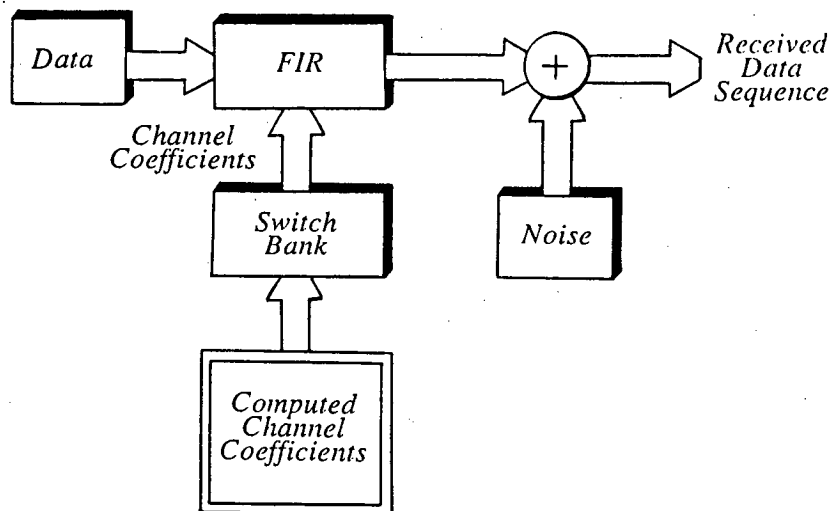 Data
FIR
+
Received
Data
Sequence
Channel
Coefficients
Switch
Bank
Noise
Computed
Channel
Coefficients